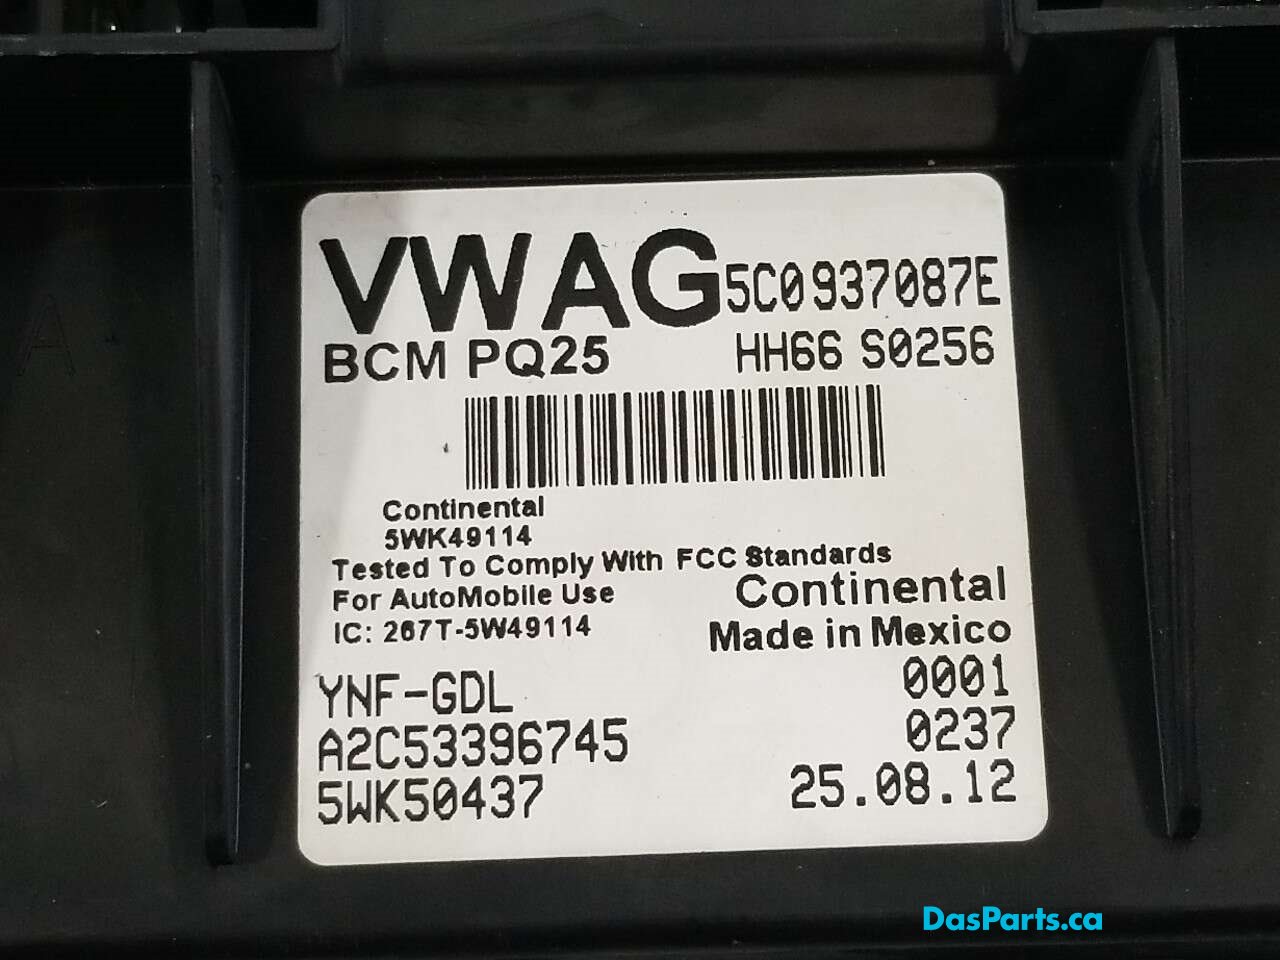 VWAG 5C0937087E
BCM PQ25 HH66 S0256
Continental
5WK49114
Tested To Comply With FCC Standards
For AutoMobile Use
IC: 267T-5W49114
Continental
Made in Mexico
YNF-GDL 0001
A2C53396745 0237
5WK50437 25.08.12
DasParts.ca